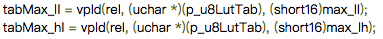 tabMax_ll = vpld(rel, (uchar *)(p_u8LutTab), (short16)max_ll);
tabMax_hl = vpld(rel, (uchar *)(p_u8LutTab), (short16)max_lh);